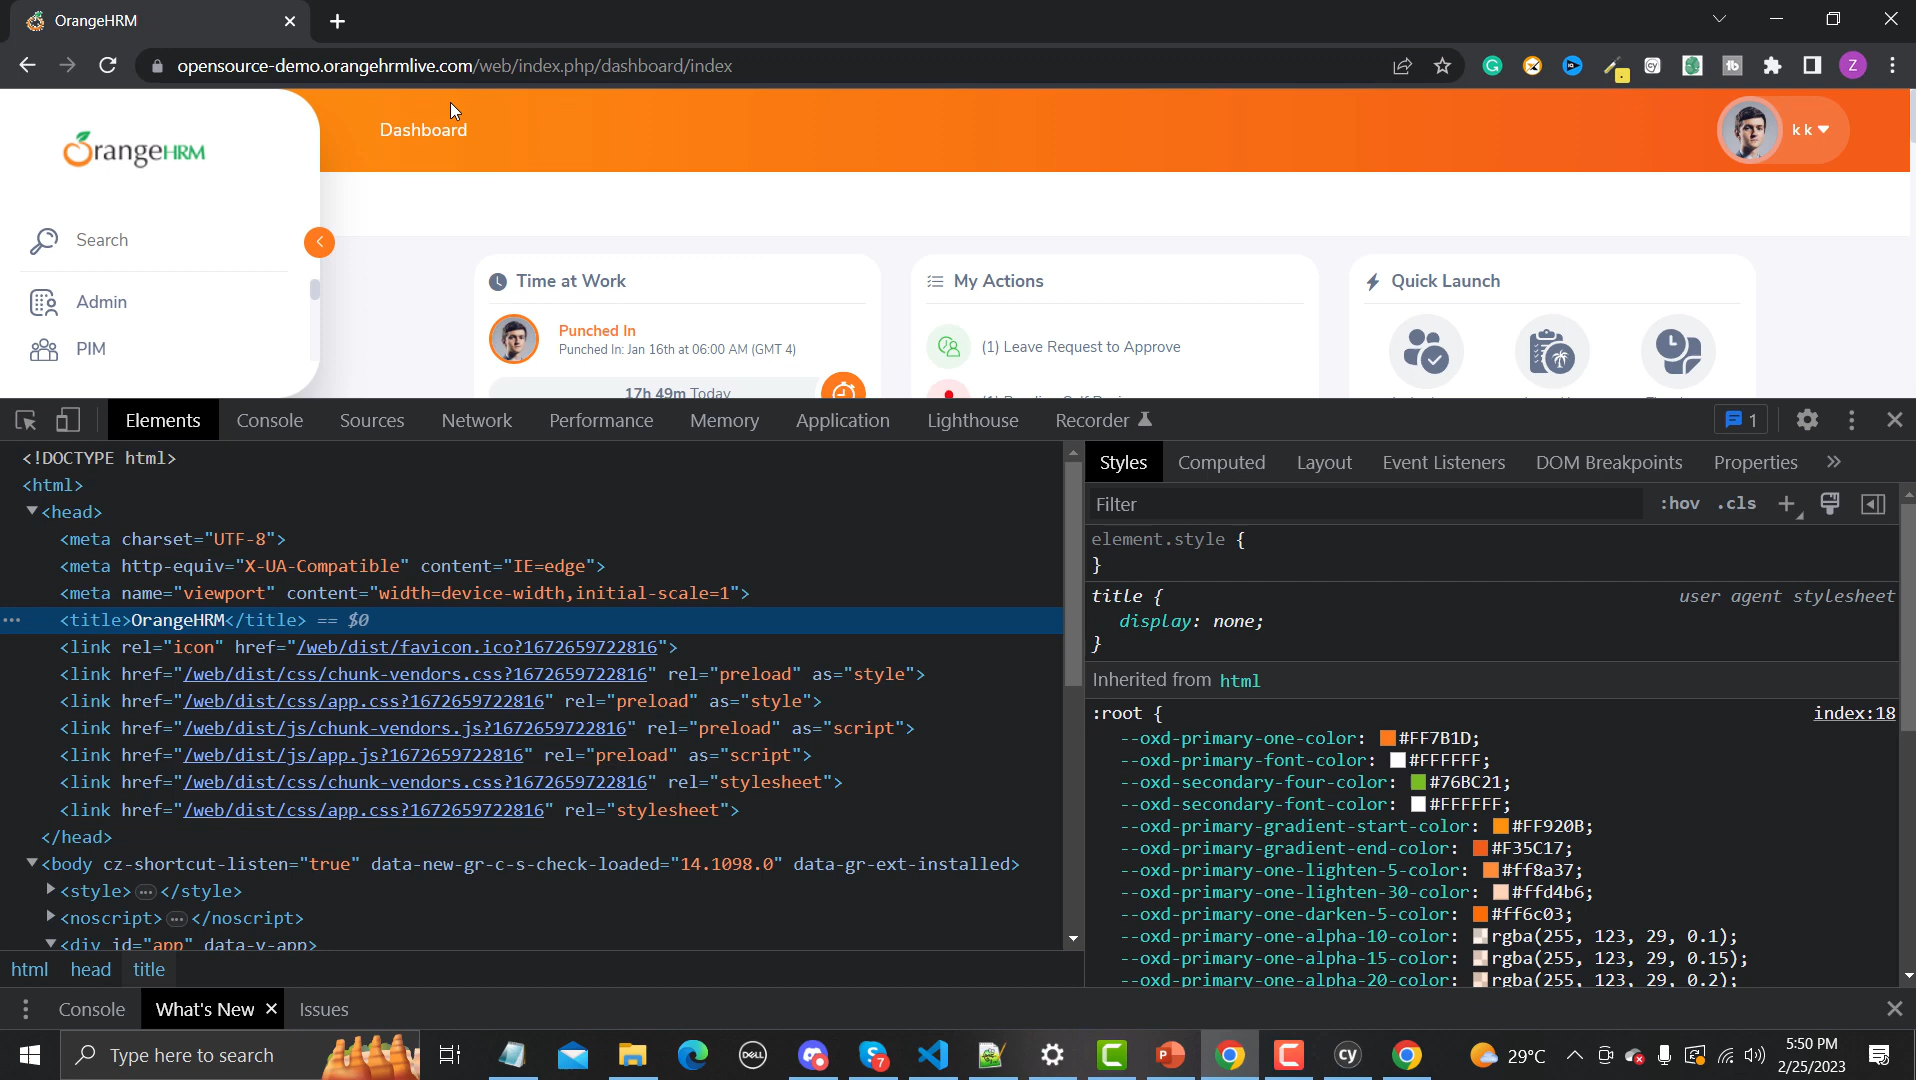 OrangeHRM
opensource-demo.orangehrmlive.com/web/index.php/dashboard/index
Z
OrangeHRM
Dashboard
k k
Search
Admin
PIM
Time at Work
Punched In
Punched In: Jan 16th at 06:00 AM (GMT 4)
17h 49m Today
My Actions
(1) Leave Request to Approve
Quick Launch
Elements Console Sources Network Performance Memory Application Lighthouse Recorder
1
<!DOCTYPE html>
<html>
<head>
<meta charset="UTF-8">
<meta http-equiv="X-UA-Compatible" content="IE=edge">
<meta name="viewport" content="width=device-width,initial-scale=1">
<title>OrangeHRM</title> == $0
<link rel="icon" href="/web/dist/favicon.ico?1672659722816">
<link href="/web/dist/css/chunk-vendors.css?1672659722816" rel="preload" as="style">
<link href="/web/dist/css/app.css?1672659722816" rel="preload" as="style">
<link href="/web/dist/js/chunk-vendors.js?1672659722816" rel="preload" as="script">
<link href="/web/dist/js/app.js?1672659722816" rel="preload" as="script">
<link href="/web/dist/css/chunk-vendors.css?1672659722816" rel="stylesheet">
<link href="/web/dist/css/app.css?1672659722816" rel="stylesheet">
</head>
<body cz-shortcut-listen="true" data-new-gr-c-s-check-loaded="14.1098.0" data-gr-ext-installed>
<style>…</style>
<noscript>…</noscript>
<div id="app" data-v-app>
html head title
Styles Computed Layout Event Listeners DOM Breakpoints Properties
Filter
:hov .cls
element.style {
}
title {
user agent stylesheet
display: none;
}
Inherited from html
:root {
index:18
--oxd-primary-one-color: #FF7B1D;
--oxd-primary-font-color: #FFFFFF;
--oxd-secondary-four-color: #76BC21;
--oxd-secondary-font-color: #FFFFFF;
--oxd-primary-gradient-start-color: #FF920B;
--oxd-primary-gradient-end-color: #F35C17;
--oxd-primary-one-lighten-5-color: #ff8a37;
--oxd-primary-one-lighten-30-color: #ffd4b6;
--oxd-primary-one-darken-5-color: #ff6c03;
--oxd-primary-one-alpha-10-color: rgba(255, 123, 29, 0.1);
--oxd-primary-one-alpha-15-color: rgba(255, 123, 29, 0.15);
--oxd-primary-one-alpha-20-color: rgba(255, 123, 29, 0.2);
Console What's New Issues
Type here to search
DELL
7
cy
29°C
5:50 PM
2/25/2023